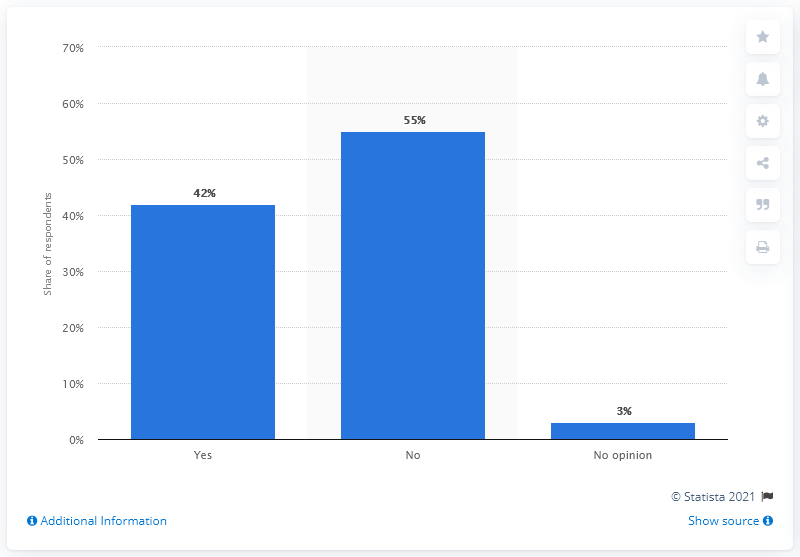 70%
60%
50%
40%
30%
20%
10%
0%
Share of respondents
42%
55%
3%
Yes
No
No opinion
© Statista 2021
Additional Information
Show source